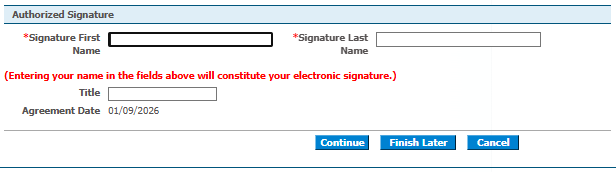 Authorized Signature
*Signature First Name
*Signature Last Name
(Entering your name in the fields above will constitute your electronic signature.)
Title
Agreement Date 01/09/2026
Continue Finish Later Cancel